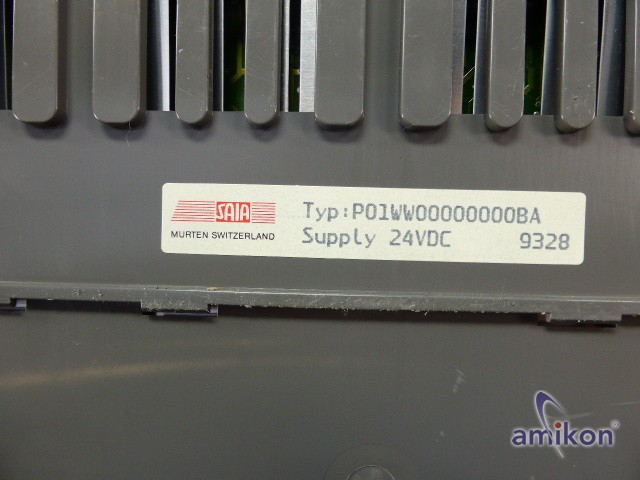 SAIA
MURTEN SWITZERLAND
Typ:P01WW00000000BA
Supply 24VDC 9328
amikon